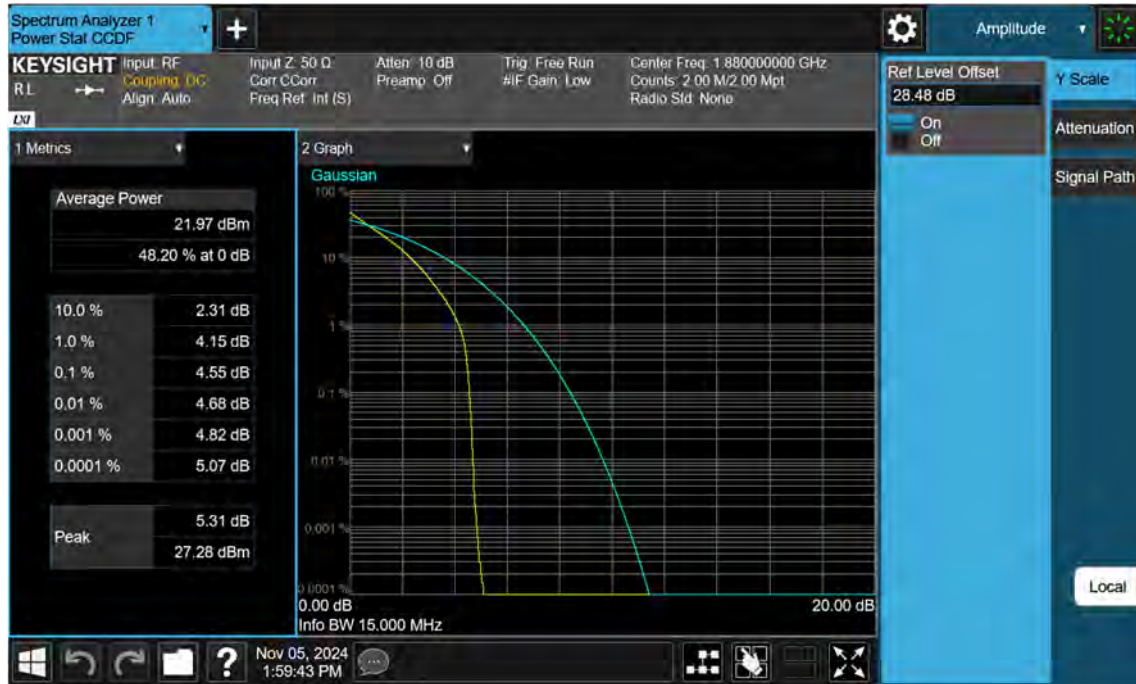 Spectrum Analyzer 1
Power Stat CCDF
+
Amplitude
KEYSIGHT
RL
LXI
Input: RF
Coupling: DC
Align: Auto
Input Z: 50 Ω
Corr CCorr
Freq Ref: Int (S)
Atten: 10 dB
Preamp: Off
Trig: Free Run
#IF Gain: Low
Center Freq: 1.880000000 GHz
Counts: 2.00 M/2.00 Mpt
Radio Std: None
1 Metrics
Average Power
21.97 dBm
48.20 % at 0 dB
10.0 % 2.31 dB
1.0 % 4.15 dB
0.1 % 4.55 dB
0.01 % 4.68 dB
0.001 % 4.82 dB
0.0001 % 5.07 dB
Peak
5.31 dB
27.28 dBm
2 Graph
Gaussian
100 %
10 %
1 %
0.1 %
0.01 %
0.001 %
0.0001 %
0.00 dB 20.00 dB
Info BW 15.000 MHz
Ref Level Offset
28.48 dB
On
Off
Y Scale
Attenuation
Signal Path
Local
?
Nov 05, 2024
1:59:43 PM